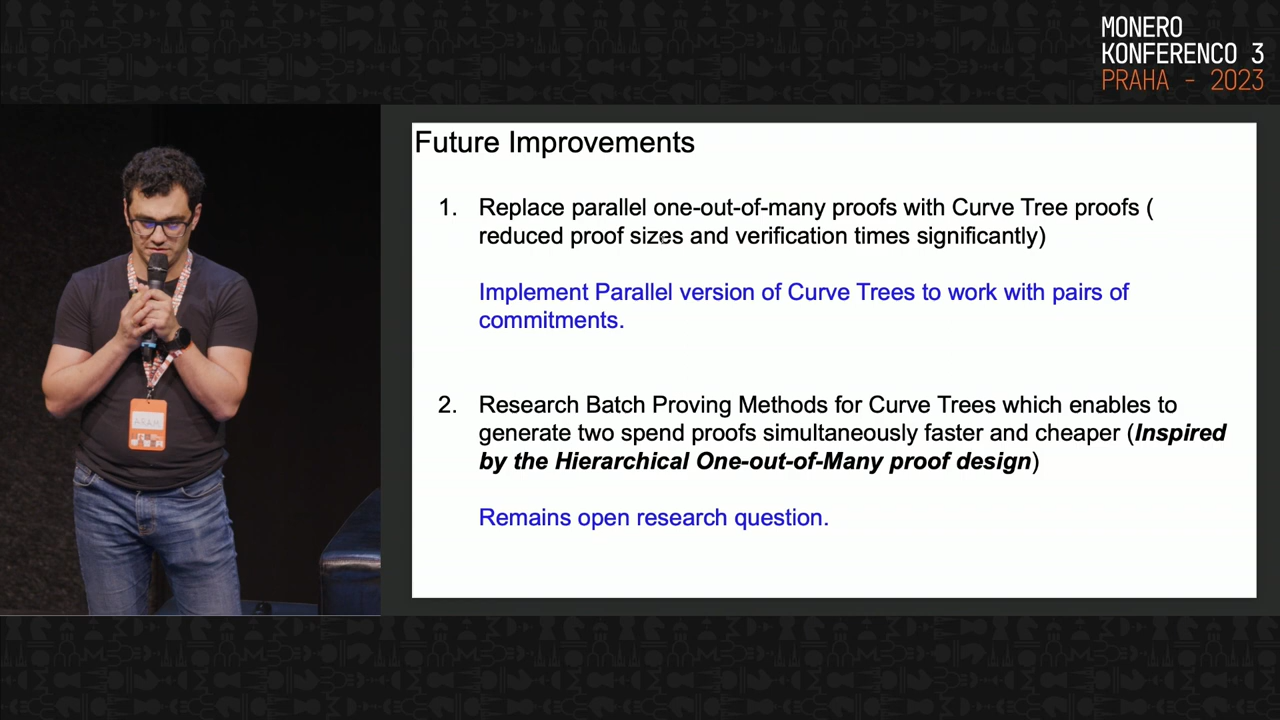 MONERO
KONFERENCO 3
PRAHA - 2023
Future Improvements
1. Replace parallel one-out-of-many proofs with Curve Tree proofs (
reduced proof sizes and verification times significantly)
Implement Parallel version of Curve Trees to work with pairs of
commitments.
2. Research Batch Proving Methods for Curve Trees which enables to
generate two spend proofs simultaneously faster and cheaper (Inspired
by the Hierarchical One-out-of-Many proof design)
Remains open research question.
ARAM